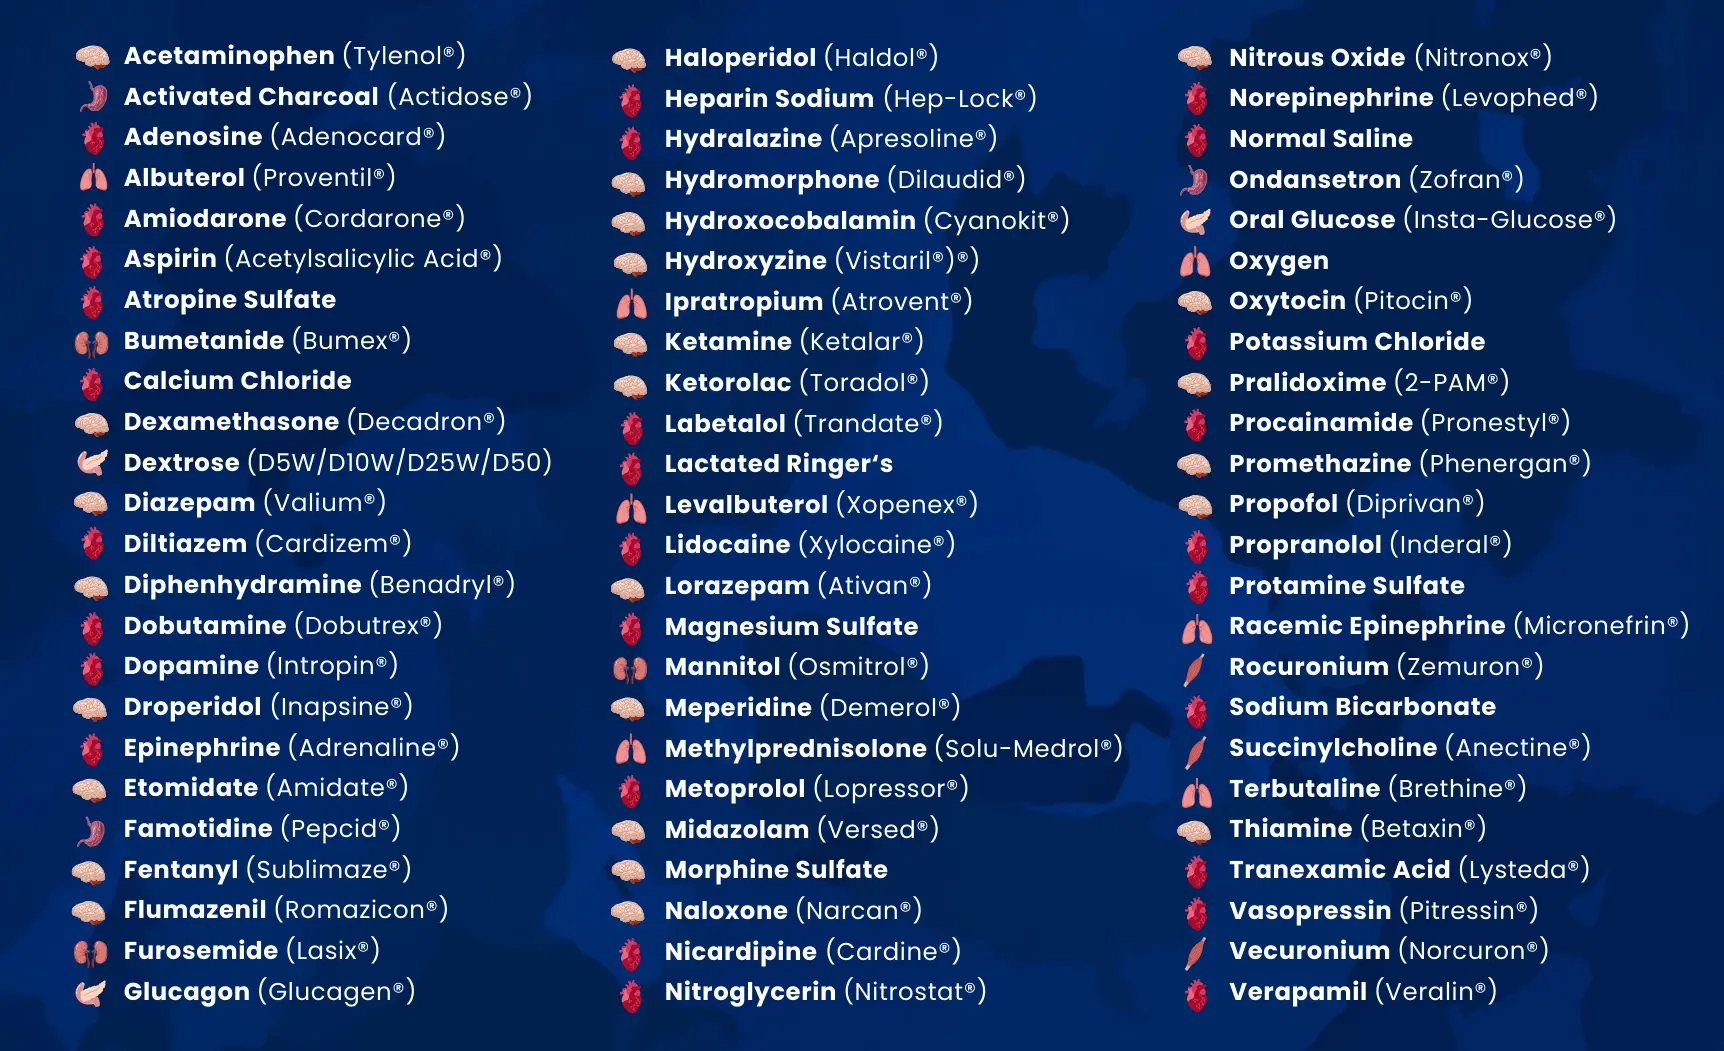 Acetaminophen (Tylenol®)
Activated Charcoal (Actidose®)
Adenosine (Adenocard®)
Albuterol (Proventil®)
Amiodarone (Cordarone®)
Aspirin (Acetylsalicylic Acid®)
Atropine Sulfate
Bumetanide (Bumex®)
Calcium Chloride
Dexamethasone (Decadron®)
Dextrose (D5W/D10W/D25W/D50)
Diazepam (Valium®)
Diltiazem (Cardizem®)
Diphenhydramine (Benadryl®)
Dobutamine (Dobutrex®)
Dopamine (Intropin®)
Droperidol (Inapsine®)
Epinephrine (Adrenaline®)
Etomidate (Amidate®)
Famotidine (Pepcid®)
Fentanyl (Sublimaze®)
Flumazenil (Romazicon®)
Furosemide (Lasix®)
Glucagon (Glucagen®)
Haloperidol (Haldol®)
Heparin Sodium (Hep-Lock®)
Hydralazine (Apresoline®)
Hydromorphone (Dilaudid®)
Hydroxocobalamin (Cyanokit®)
Hydroxyzine (Vistaril®)®)
Ipratropium (Atrovent®)
Ketamine (Ketalar®)
Ketorolac (Toradol®)
Labetalol (Trandate®)
Lactated Ringer‘s
Levalbuterol (Xopenex®)
Lidocaine (Xylocaine®)
Lorazepam (Ativan®)
Magnesium Sulfate
Mannitol (Osmitrol®)
Meperidine (Demerol®)
Methylprednisolone (Solu-Medrol®)
Metoprolol (Lopressor®)
Midazolam (Versed®)
Morphine Sulfate
Naloxone (Narcan®)
Nicardipine (Cardine®)
Nitroglycerin (Nitrostat®)
Nitrous Oxide (Nitronox®)
Norepinephrine (Levophed®)
Normal Saline
Ondansetron (Zofran®)
Oral Glucose (Insta-Glucose®)
Oxygen
Oxytocin (Pitocin®)
Potassium Chloride
Pralidoxime (2-PAM®)
Procainamide (Pronestyl®)
Promethazine (Phenergan®)
Propofol (Diprivan®)
Propranolol (Inderal®)
Protamine Sulfate
Racemic Epinephrine (Micronefrin®)
Rocuronium (Zemuron®)
Sodium Bicarbonate
Succinylcholine (Anectine®)
Terbutaline (Brethine®)
Thiamine (Betaxin®)
Tranexamic Acid (Lysteda®)
Vasopressin (Pitressin®)
Vecuronium (Norcuron®)
Verapamil (Veralin®)